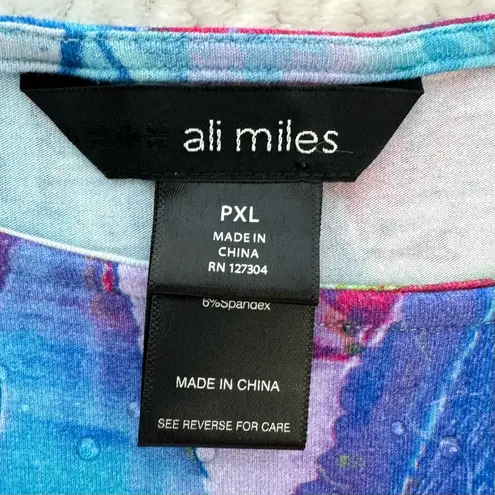 ali miles
PXL
MADE IN
CHINA
RN 127304
6%Spandex
MADE IN CHINA
SEE REVERSE FOR CARE